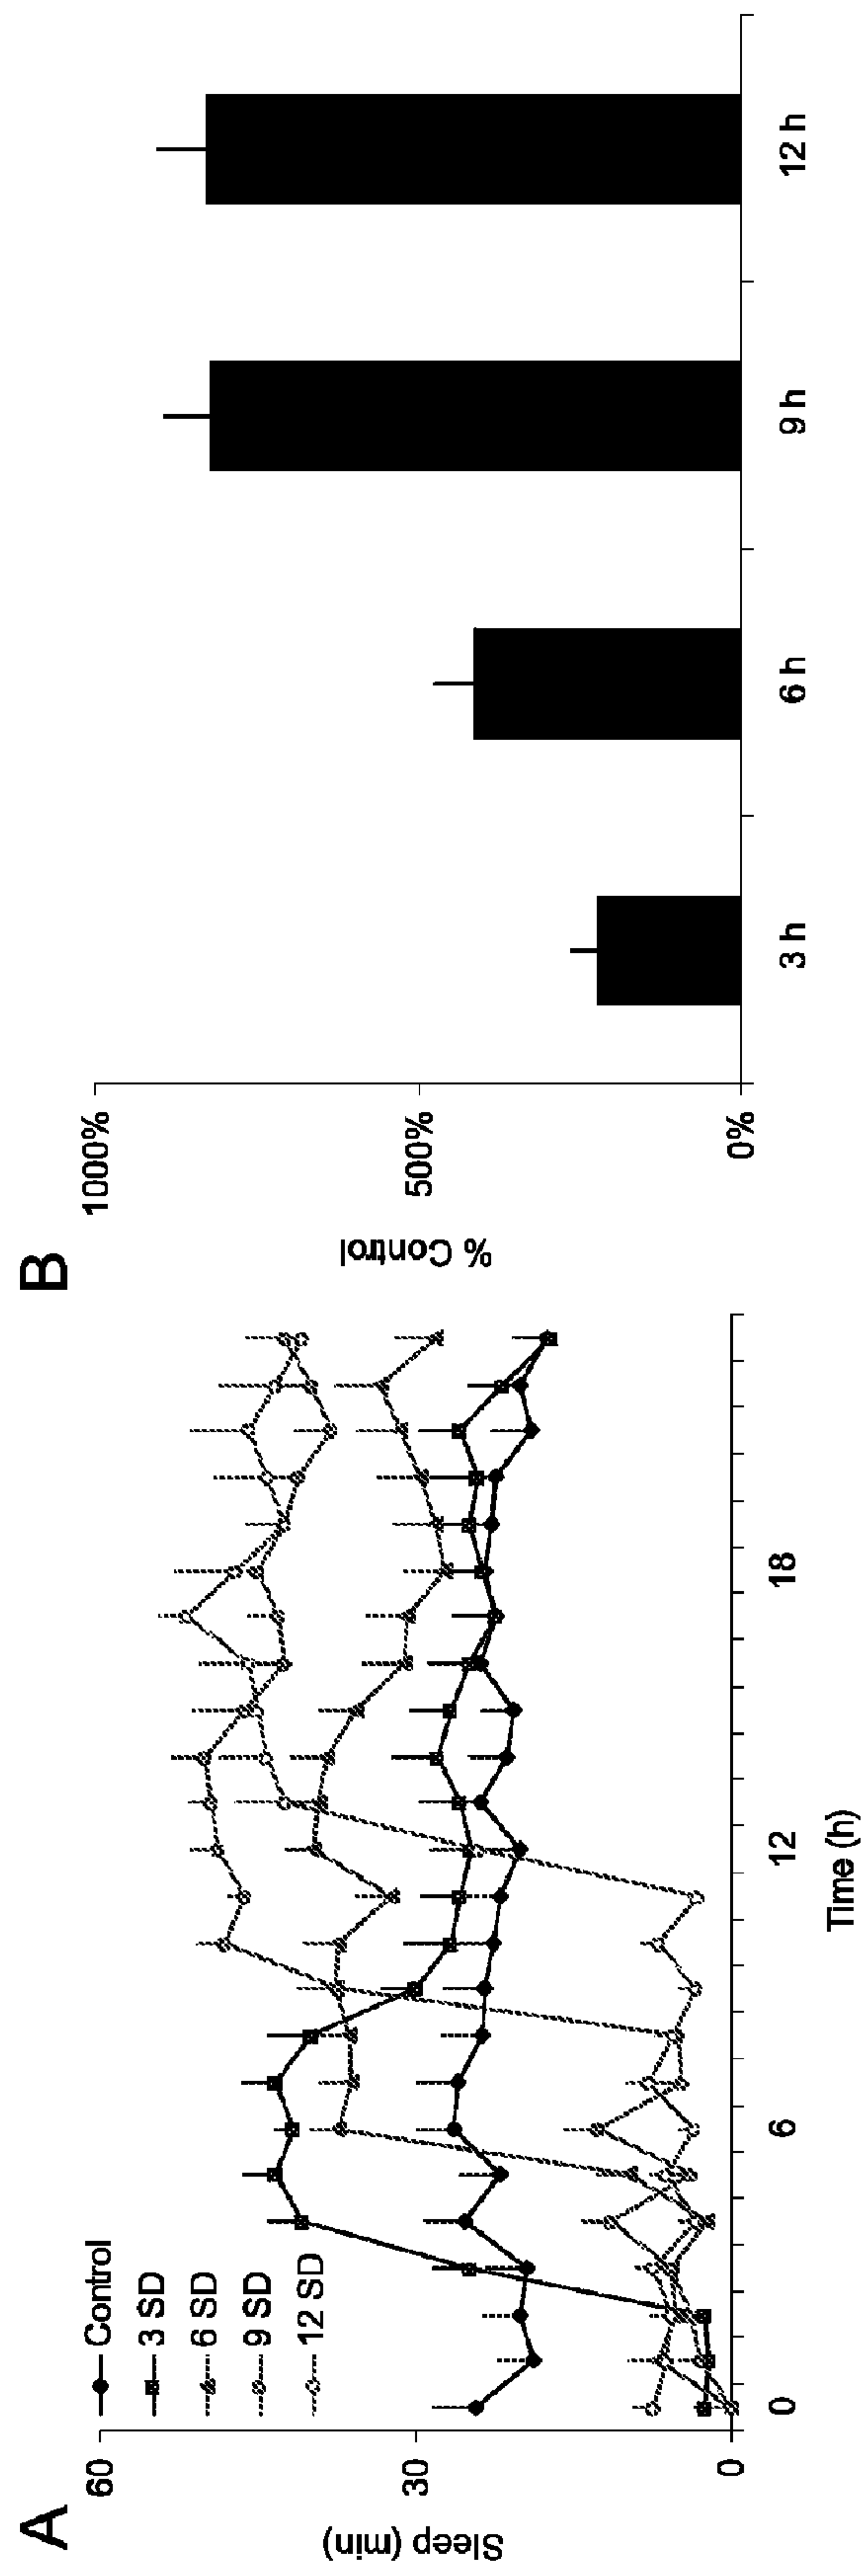 A
60
30
0
Sleep (min)
Control
3 SD
6 SD
9 SD
12 SD
0
6
12
18
Time (h)
B
1000%
500%
0%
% Control
3 h
6 h
9 h
12 h